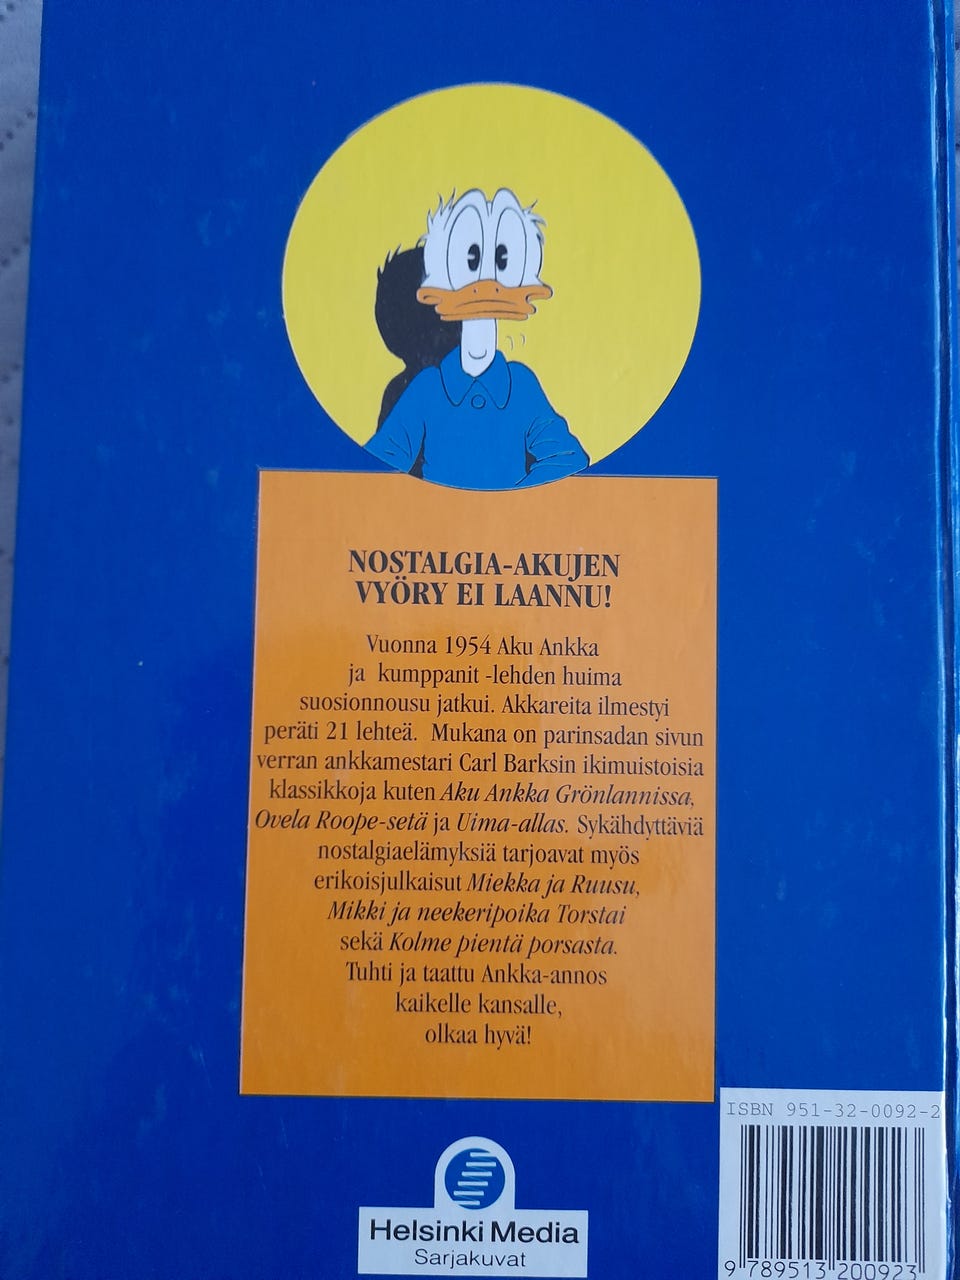 NOSTALGIA-AKUJEN
VYÖRY EI LAANNU!
Vuonna 1954 Aku Ankka
ja kumppanit -lehden huima
suosionnousu jatkui. Akkareita ilmestyi
peräti 21 lehteä. Mukana on parinsadan sivun
verran ankkamestari Carl Barksin ikimuistoisia
klassikkoja kuten Aku Ankka Grönlannissa,
Ovela Roope-setä ja Uima-allas. Sykähdyttäviä
nostalgiaelämyksiä tarjoavat myös
erikoisjulkaisut Miekka ja Ruusu,
Mikki ja neekeripoika Torstai
sekä Kolme pientä porsasta.
Tuhti ja taattu Ankka-annos
kaikelle kansalle,
olkaa hyvä!
ISBN 951-32-0092-2
9 789513 200923
Helsinki Media
Sarjakuvat